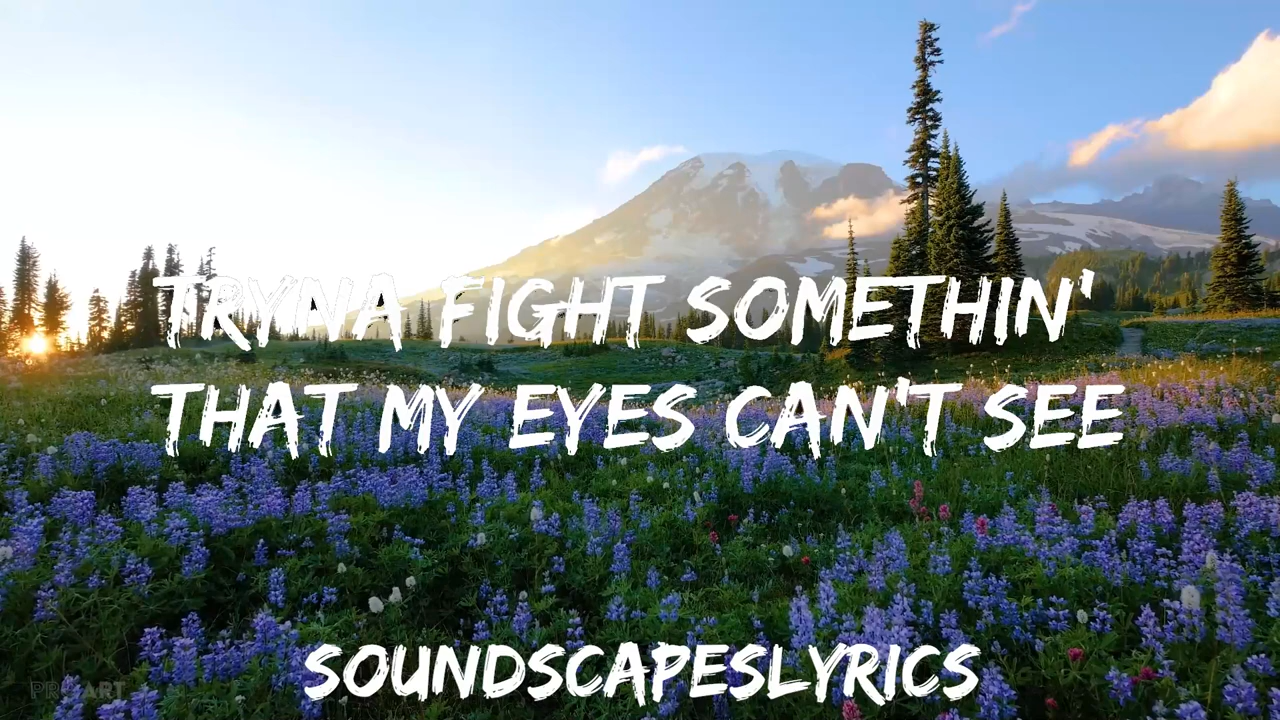 TRYNA FIGHT SOMETHIN'
THAT MY EYES CAN'T SEE
SOUNDSCAPESLYRICS